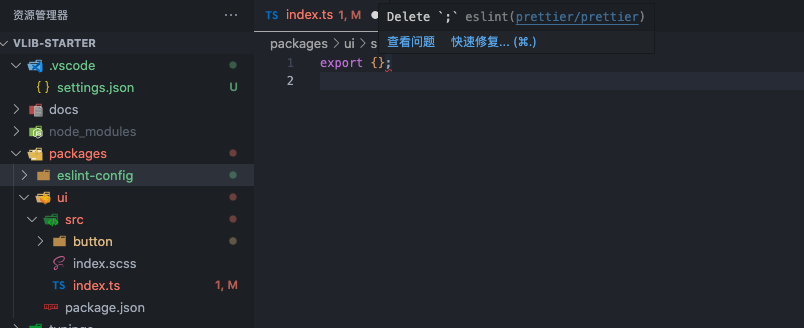 资源管理器 ···
VLIB-STARTER
.vscode
{ } settings.json U
docs
node_modules
packages
eslint-config
ui
src
button
index.scss
TS index.ts 1, M
package.json
TS index.ts 1, M
Delete `;` eslint(prettier/prettier)
查看问题 快速修复... (⌘.)
packages > ui > s
1 export {};
2